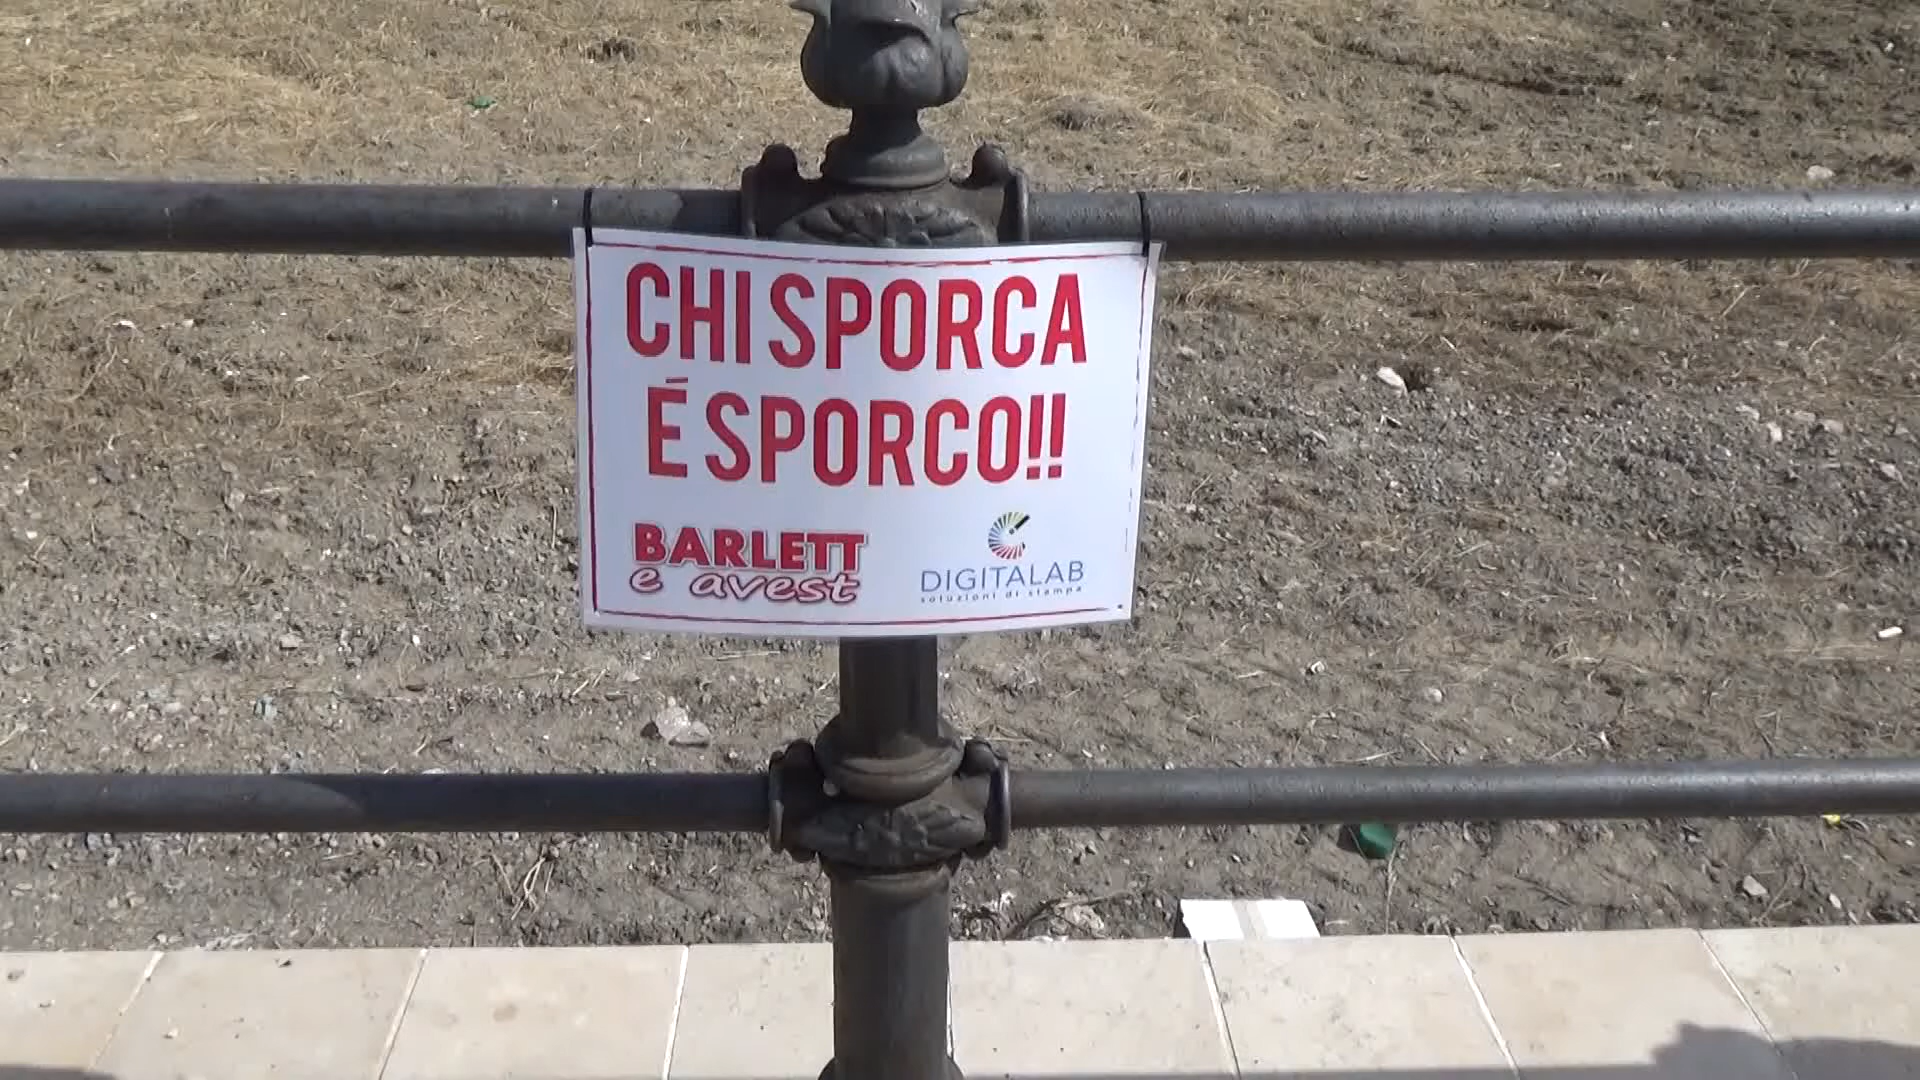 CHI SPORCA
É SPORCO!!
BARLETT
e avest
DIGITALAB
soluzioni di stampa